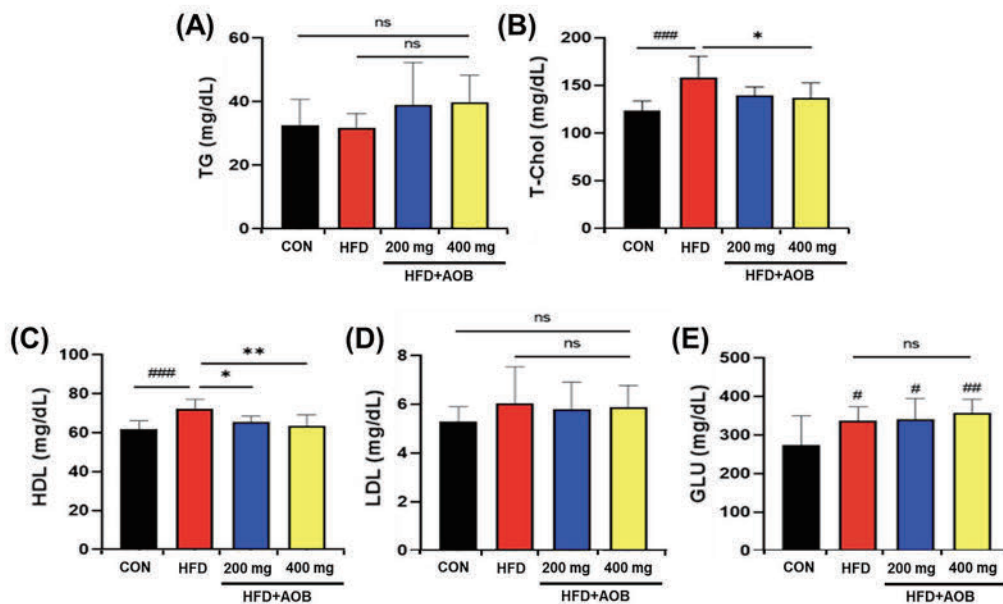 (A)
ns
ns
60
40
20
0
TG (mg/dL)
CON HFD 200 mg 400 mg
HFD+AOB
(B)
###
*
200
150
100
50
0
T-Chol (mg/dL)
CON HFD 200 mg 400 mg
HFD+AOB
(C)
**
###
*
100
80
60
40
20
0
HDL (mg/dL)
CON HFD 200 mg 400 mg
HFD+AOB
(D)
ns
ns
8
6
4
2
0
LDL (mg/dL)
CON HFD 200 mg 400 mg
HFD+AOB
(E)
ns
# # ##
500
400
300
200
100
0
GLU (mg/dL)
CON HFD 200 mg 400 mg
HFD+AOB